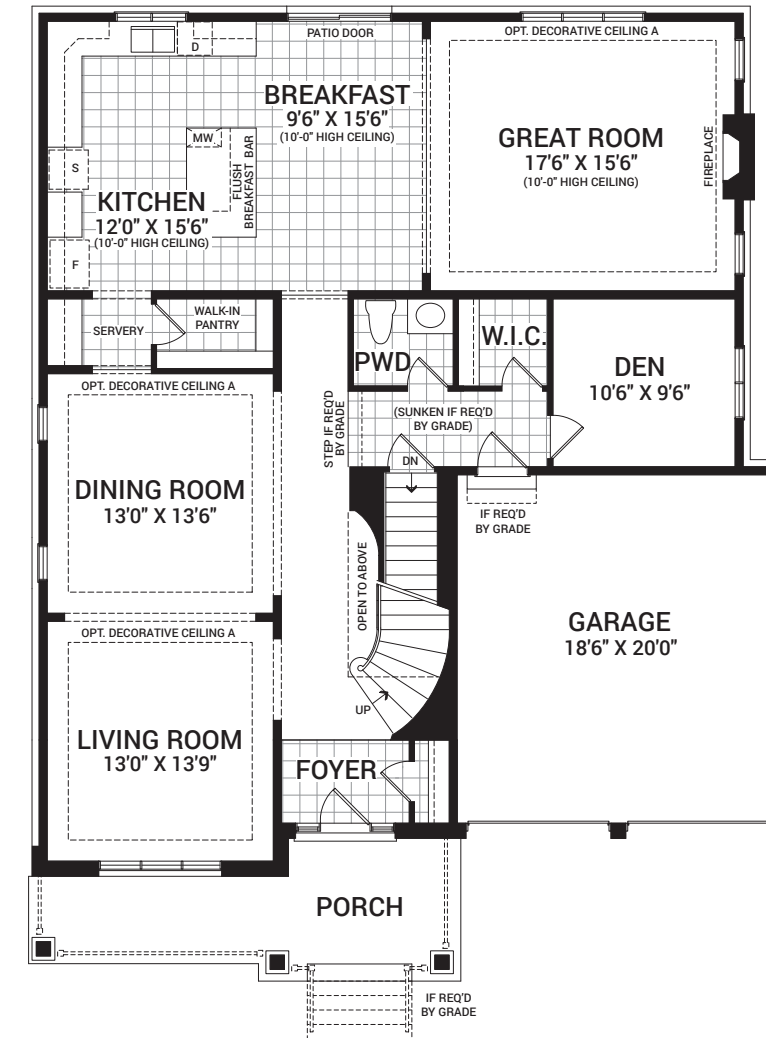 PATIO DOOR
OPT. DECORATIVE CEILING A
D
BREAKFAST
9'6" X 15'6"
(10'-0" HIGH CEILING)
GREAT ROOM
17'6" X 15'6"
(10'-0" HIGH CEILING)
FIREPLACE
MW
FLUSH
BREAKFAST BAR
S
KITCHEN
12'0" X 15'6"
(10'-0" HIGH CEILING)
F
SERVERY
WALK-IN
PANTRY
PWD
W.I.C.
DEN
10'6" X 9'6"
OPT. DECORATIVE CEILING A
STEP IF REQ'D
BY GRADE
(SUNKEN IF REQ'D
BY GRADE)
DN
DINING ROOM
13'0" X 13'6"
IF REQ'D
BY GRADE
OPEN TO ABOVE
GARAGE
18'6" X 20'0"
OPT. DECORATIVE CEILING A
UP
LIVING ROOM
13'0" X 13'9"
FOYER
PORCH
IF REQ'D
BY GRADE